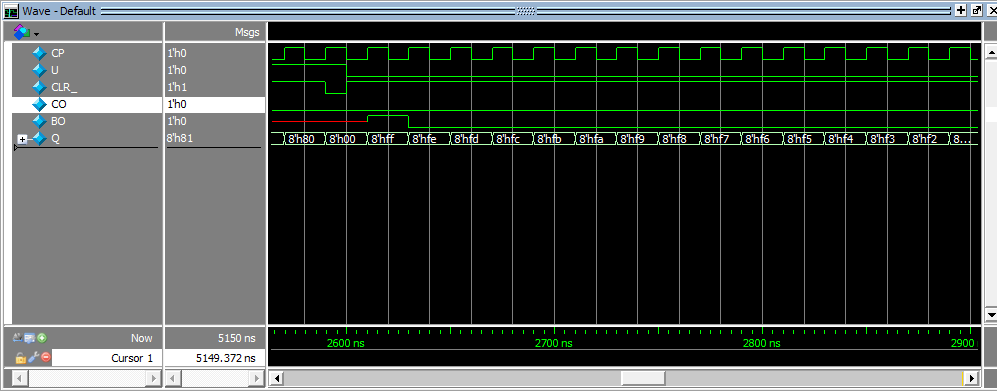 Wave - Default
Msgs
CP 1'h0
U 1'h0
CLR_ 1'h1
CO 1'h0
BO 1'h0
Q 8'h81 8'h80 8'h00 8'hff 8'hfe 8'hfd 8'hfc 8'hfb 8'hfa 8'hf9 8'hf8 8'hf7 8'hf6 8'hf5 8'hf4 8'hf3 8'hf2 8...
Now 5150 ns 2600 ns 2700 ns 2800 ns 2900
Cursor 1 5149.372 ns